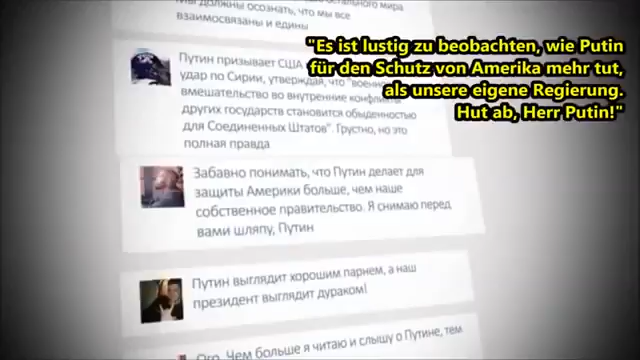 мы должны осознать, что мы все
взаимосвязаны и едины
"Es ist lustig zu beobachten, wie Putin
für den Schutz von Amerika mehr tut,
als unsere eigene Regierung.
Hut ab, Herr Putin!"
Путин призывает США
удар по Сирии, утверждая, что "военное
вмешательство во внутренние конфликты
других государств становится обыденностью
для Соединенных Штатов". Грустно, но это
полная правда
Забавно понимать, что Путин делает для
защиты Америки больше, чем наше
собственное правительство. Я снимаю перед
вами шляпу, Путин
Путин выглядит хорошим парнем, а наш
президент выглядит дураком!
Ого. Чем больше я читаю и слышу о Путине, тем